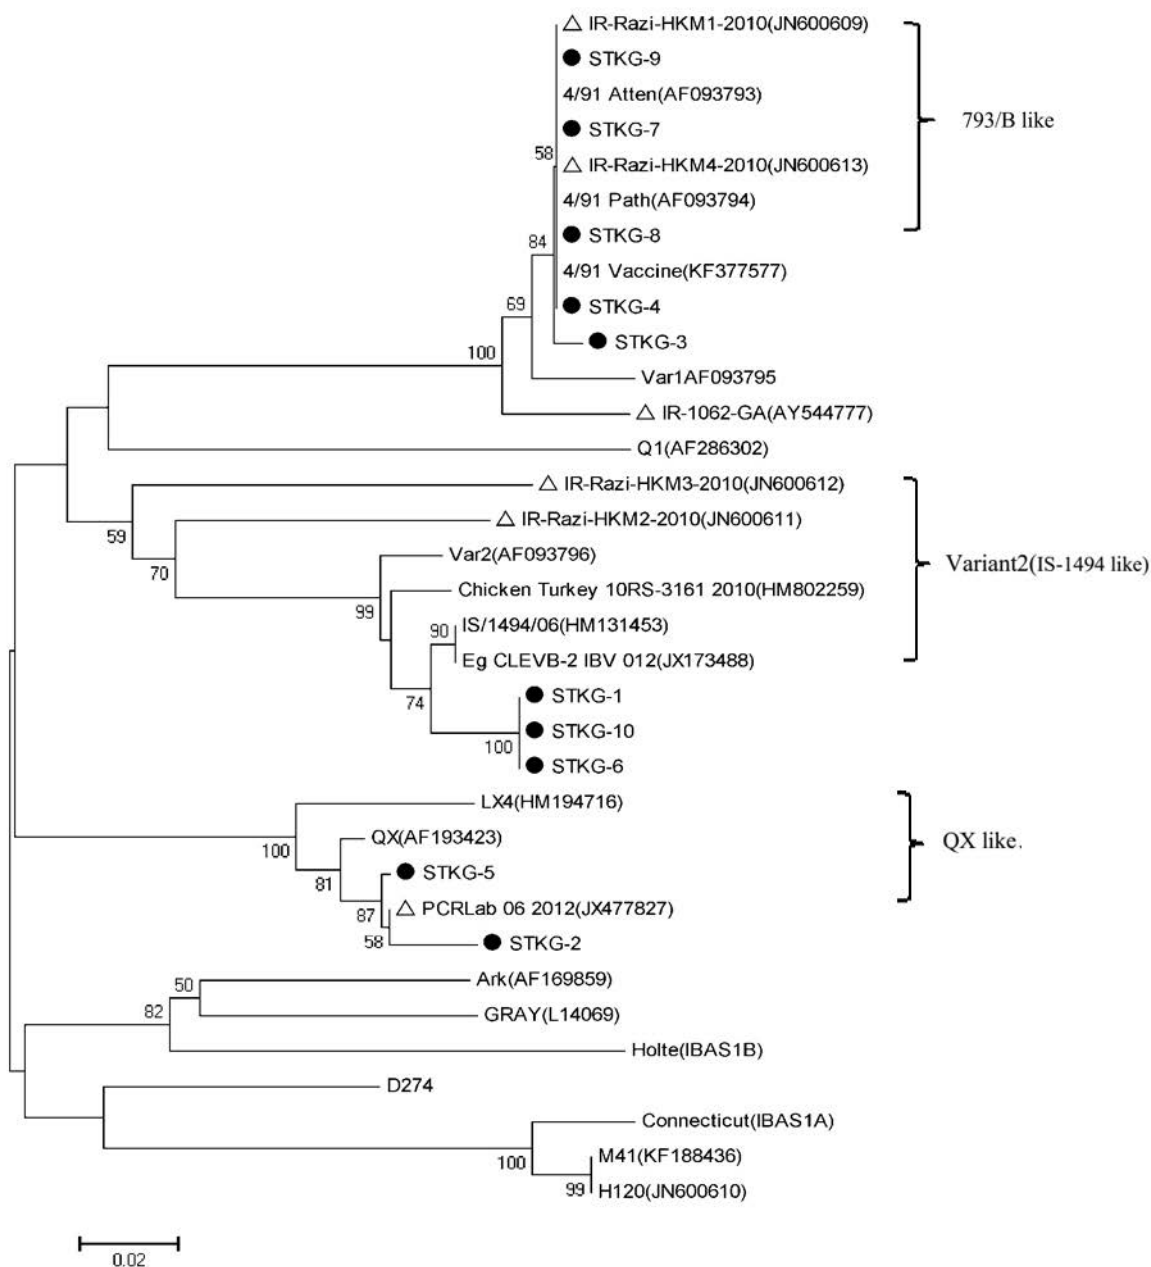 IR-Razi-HKM1-2010(JN600609)
STKG-9
4/91 Atten(AF093793)
793/B like
STKG-7
58
IR-Razi-HKM4-2010(JN600613)
4/91 Path(AF093794)
STKG-8
84
4/91 Vaccine(KF377577)
69
STKG-4
STKG-3
100
Var1AF093795
IR-1062-GA(AY544777)
Q1(AF286302)
IR-Razi-HKM3-2010(JN600612)
IR-Razi-HKM2-2010(JN600611)
59
Var2(AF093796)
Variant2(IS-1494 like)
70
Chicken Turkey 10RS-3161 2010(HM802259)
99
IS/1494/06(HM131453)
90
Eg CLEVB-2 IBV 012(JX173488)
STKG-1
74
STKG-10
100
STKG-6
LX4(HM194716)
QX(AF193423)
QX like.
100
STKG-5
81
PCRLab 06 2012(JX477827)
87
58
STKG-2
Ark(AF169859)
50
GRAY(L14069)
82
Holte(IBAS1B)
D274
Connecticut(IBAS1A)
M41(KF188436)
100
99
H120(JN600610)
0.02